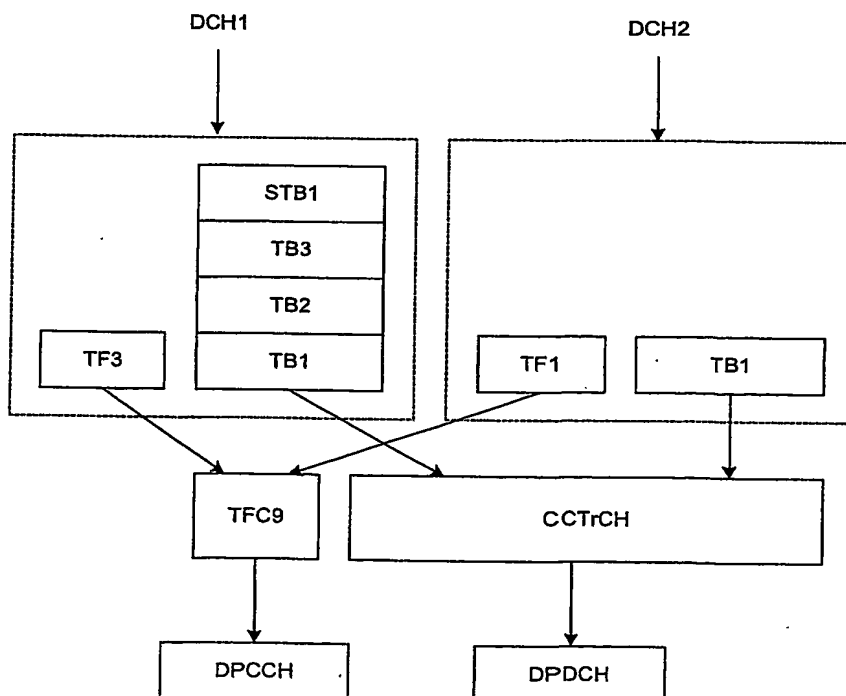 DCH1
DCH2
STB1
TB3
TB2
TB1
TF3
TF1
TB1
TFC9
CCTrCH
DPCCH
DPDCH